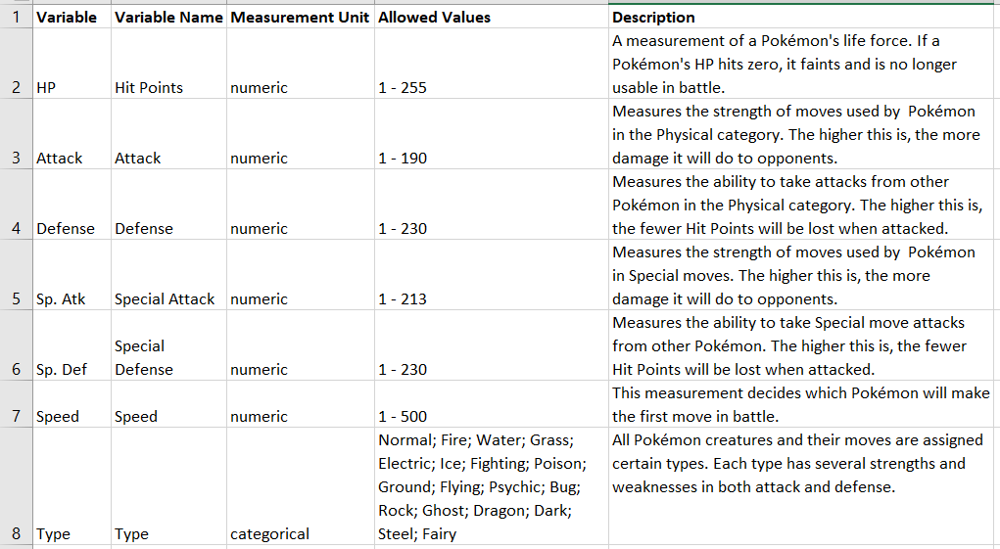 1 Variable Variable Name Measurement Unit Allowed Values Description
A measurement of a Pokémon's life force. If a
Pokémon's HP hits zero, it faints and is no longer
2 HP Hit Points numeric 1 - 255 usable in battle.
Measures the strength of moves used by  Pokémon
in the Physical category. The higher this is, the more
3 Attack Attack numeric 1 - 190 damage it will do to opponents.
Measures the ability to take attacks from other
Pokémon in the Physical category. The higher this is,
4 Defense Defense numeric 1 - 230 the fewer Hit Points will be lost when attacked.
Measures the strength of moves used by  Pokémon
in Special moves. The higher this is, the more
5 Sp. Atk Special Attack numeric 1 - 213 damage it will do to opponents.
Measures the ability to take Special move attacks
Special from other Pokémon. The higher this is, the fewer
6 Sp. Def Defense numeric 1 - 230 Hit Points will be lost when attacked.
This measurement decides which Pokémon will make
7 Speed Speed numeric 1 - 500 the first move in battle.
Normal; Fire; Water; Grass; All Pokémon creatures and their moves are assigned
Electric; Ice; Fighting; Poison; certain types. Each type has several strengths and
Ground; Flying; Psychic; Bug; weaknesses in both attack and defense.
Rock; Ghost; Dragon; Dark;
8 Type Type categorical Steel; Fairy